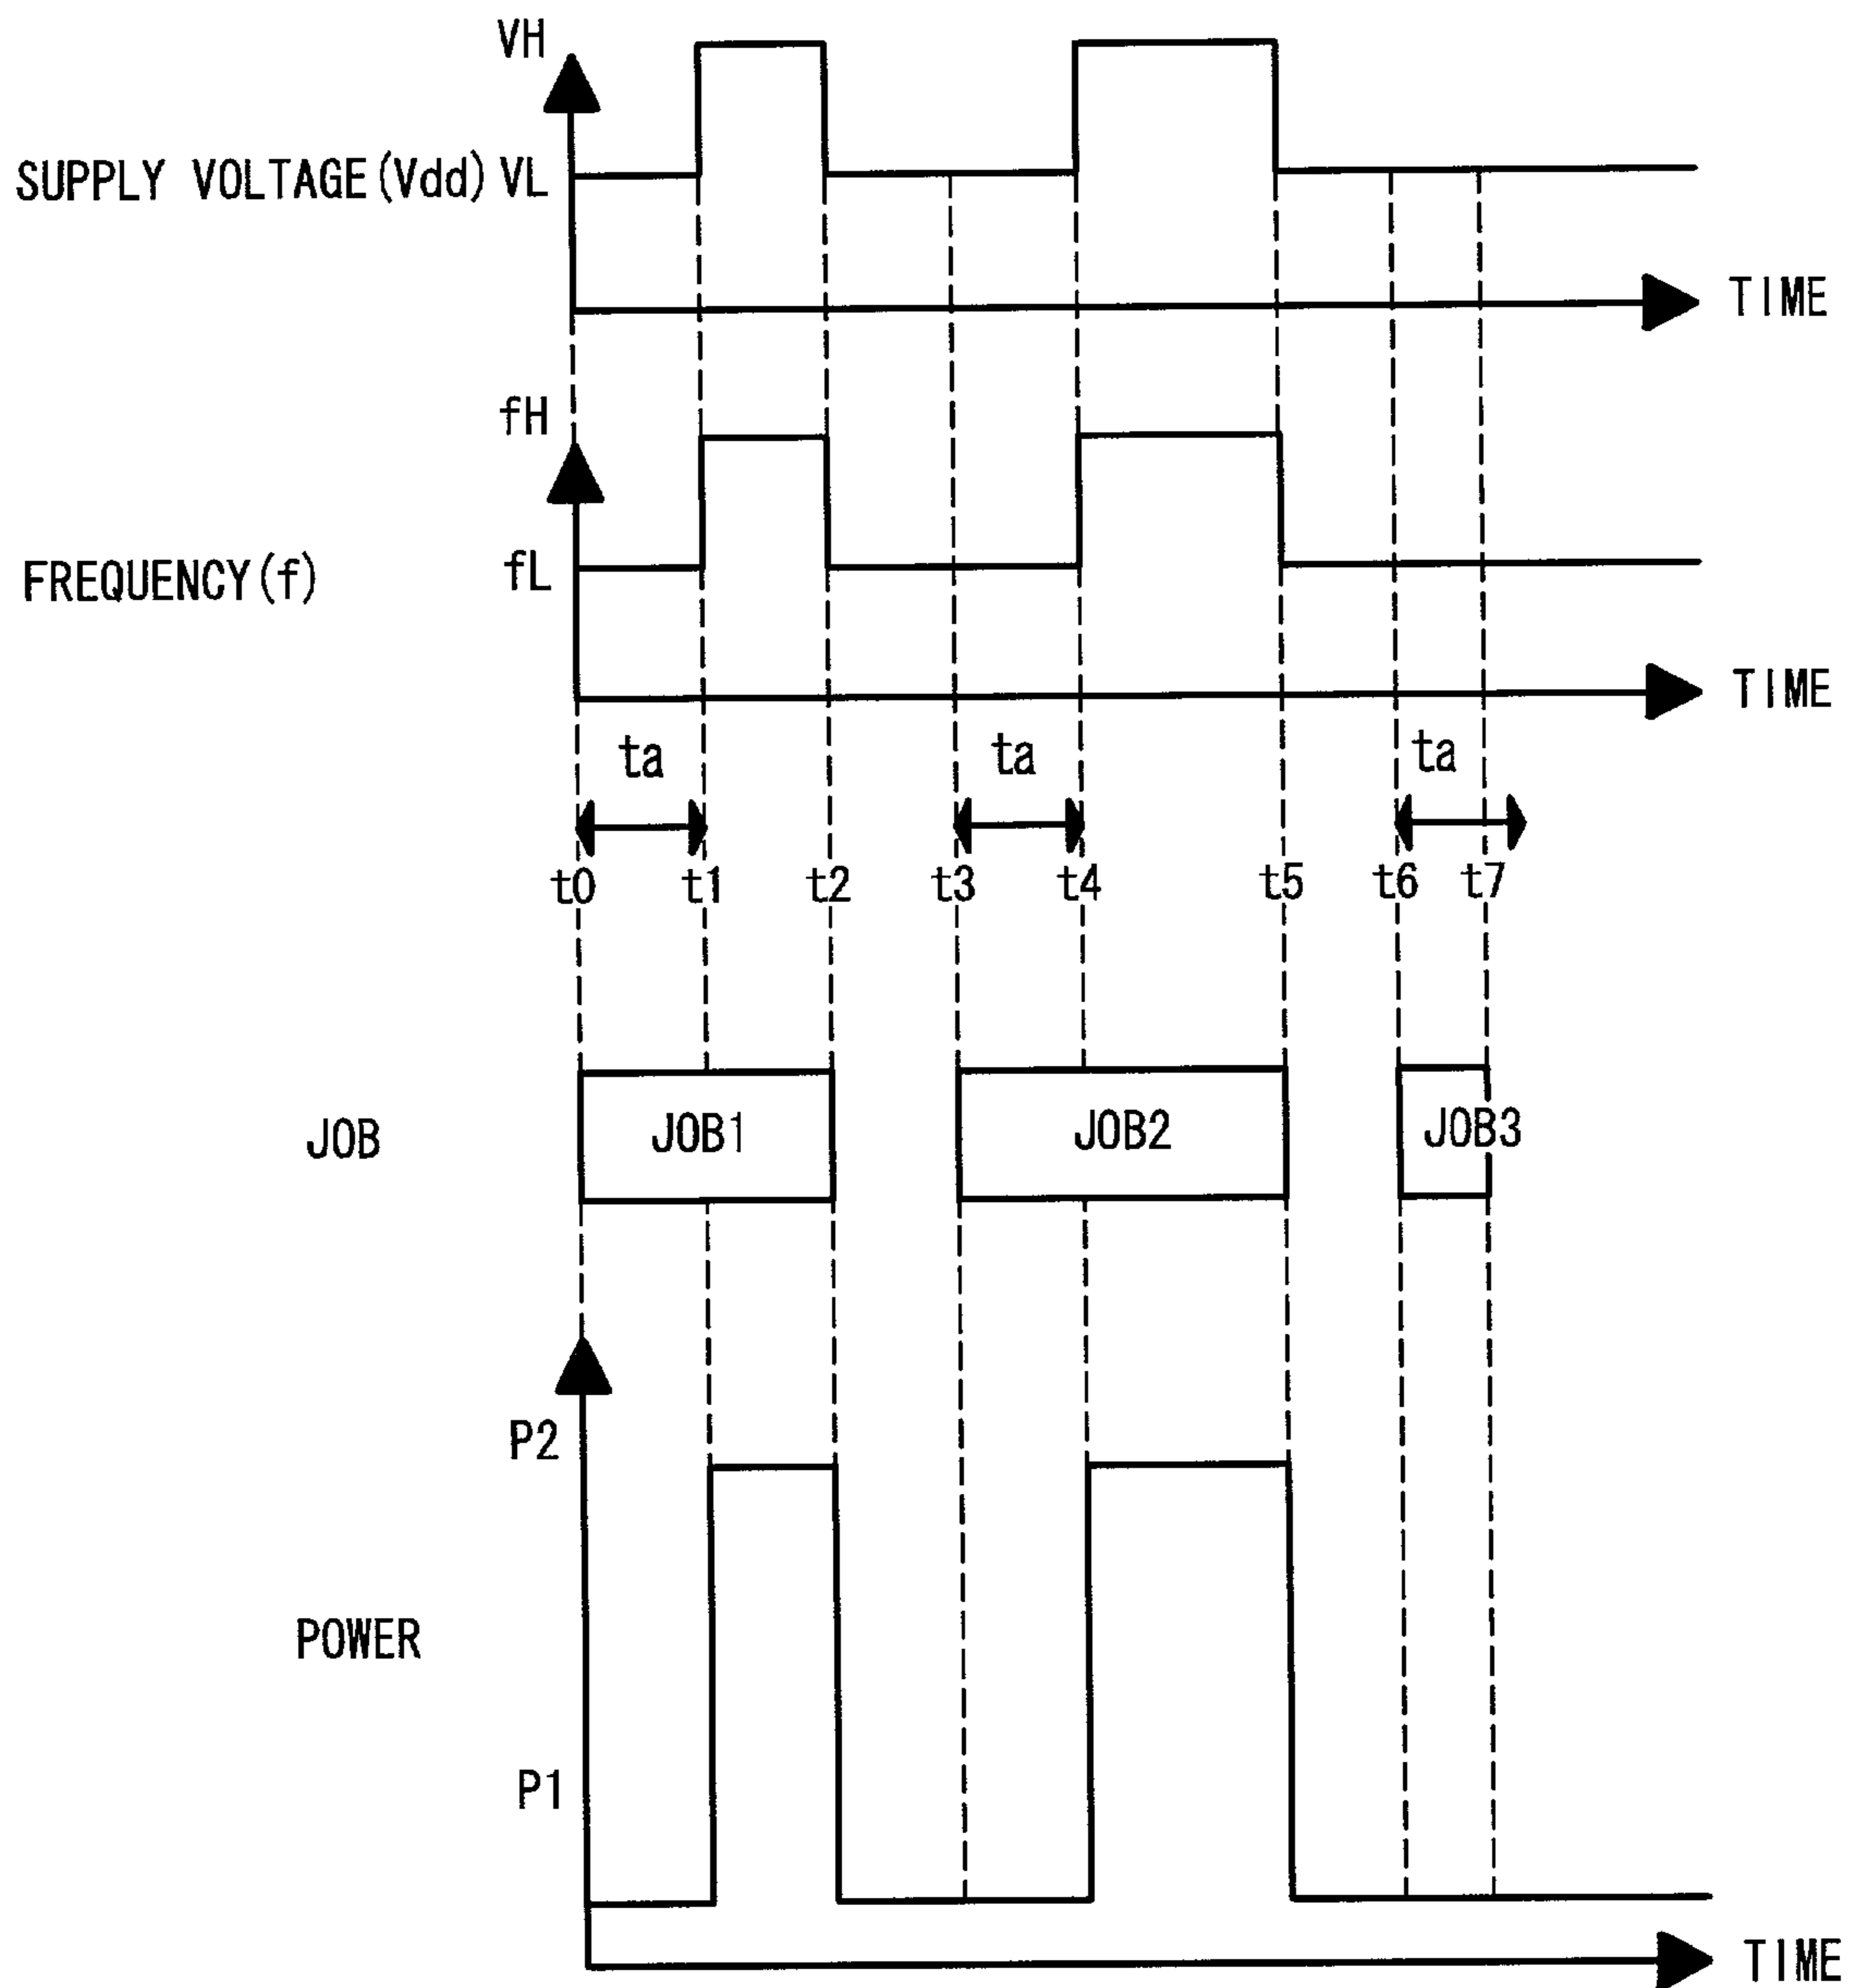 VH
SUPPLY VOLTAGE(Vdd) VL
TIME
fH
FREQUENCY(f) fL
TIME
ta ta ta
t0 t1 t2 t3 t4 t5 t6 t7
JOB JOB1 JOB2 JOB3
P2
POWER
P1
TIME